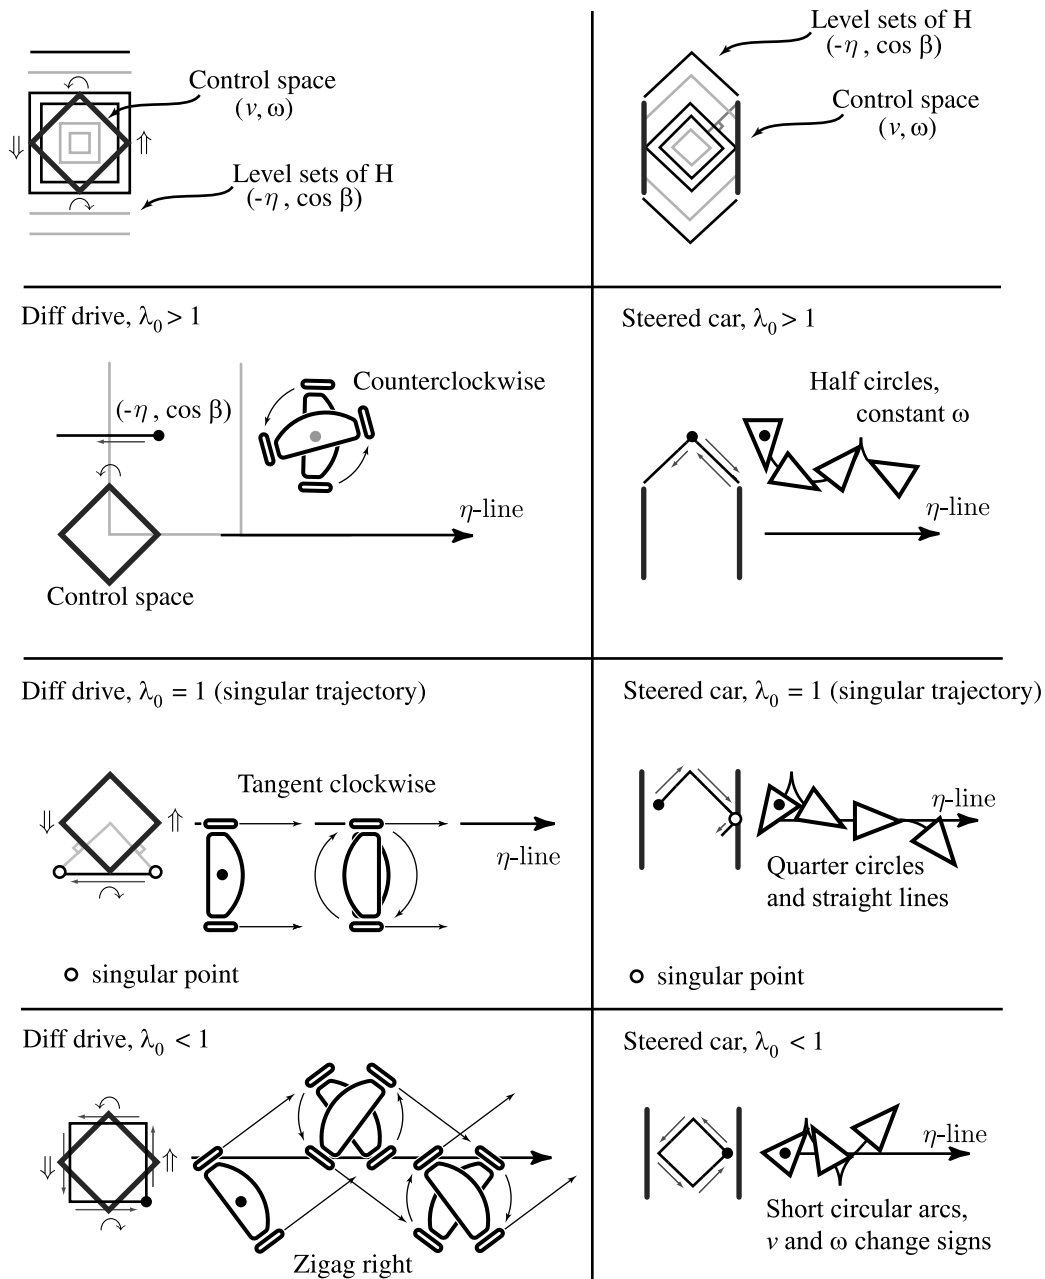 Control space
(v, ω)
Level sets of H
(-η , cos β)
Level sets of H
(-η , cos β)
Control space
(v, ω)
Diff drive, λ₀ > 1
(-η , cos β)
Counterclockwise
η-line
Control space
Steered car, λ₀ > 1
Half circles,
constant ω
η-line
Diff drive, λ₀ = 1 (singular trajectory)
Tangent clockwise
η-line
singular point
Steered car, λ₀ = 1 (singular trajectory)
η-line
Quarter circles
and straight lines
singular point
Diff drive, λ₀ < 1
Zigag right
Steered car, λ₀ < 1
η-line
Short circular arcs,
v and ω change signs